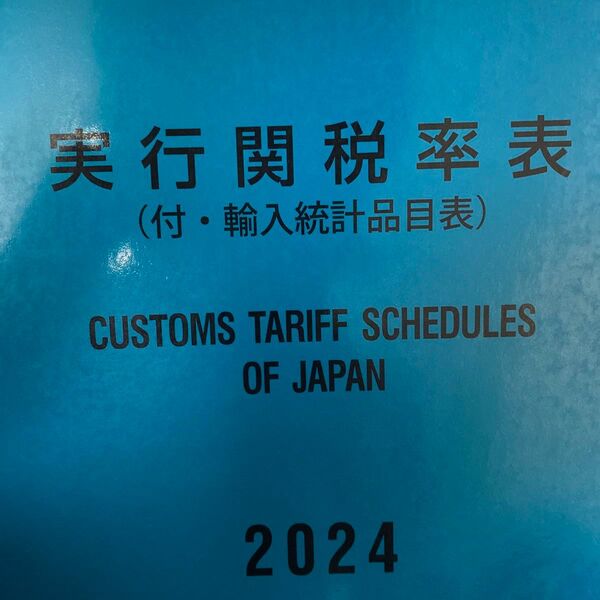 実行関税率表
（付・輸入統計品目表）
CUSTOMS TARIFF SCHEDULES
OF JAPAN
2024